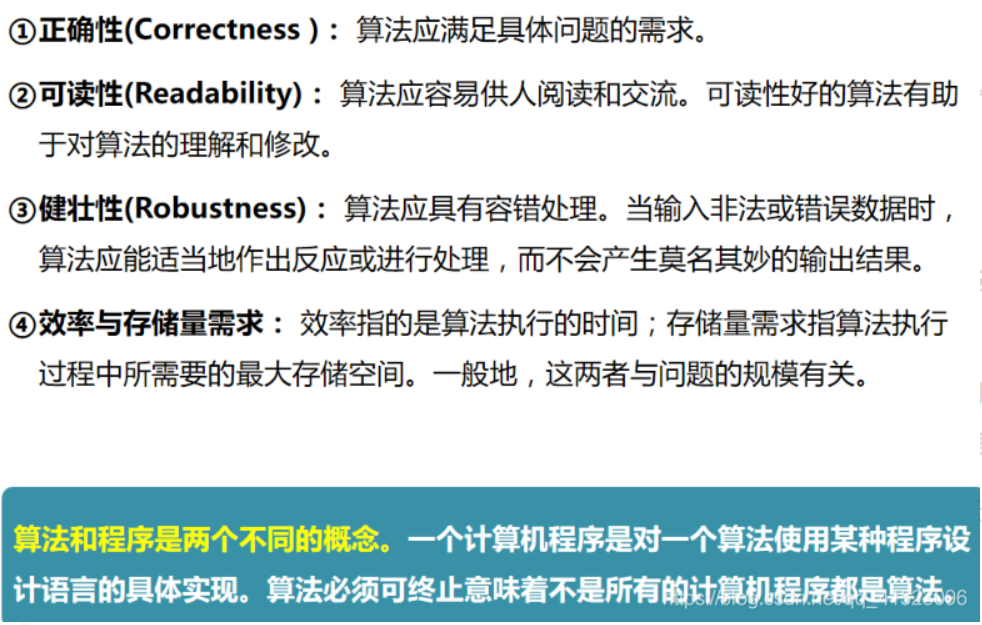 ①正确性(Correctness )： 算法应满足具体问题的需求。
②可读性(Readability)： 算法应容易供人阅读和交流。可读性好的算法有助
于对算法的理解和修改。
③健壮性(Robustness)： 算法应具有容错处理。当输入非法或错误数据时，
算法应能适当地作出反应或进行处理，而不会产生莫名其妙的输出结果。
④效率与存储量需求： 效率指的是算法执行的时间；存储量需求指算法执行
过程中所需要的最大存储空间。一般地，这两者与问题的规模有关。
算法和程序是两个不同的概念。一个计算机程序是对一个算法使用某种程序设
计语言的具体实现。算法必须可终止意味着不是所有的计算机程序都是算法。